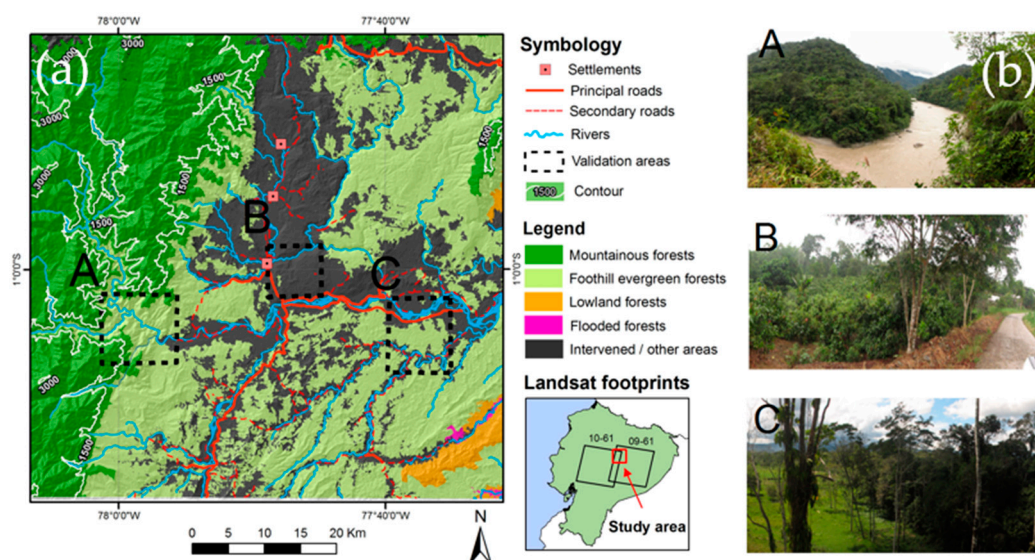 78°0'0"W
77°40'0"W
(a)
3000
3000
1500
1500
3000
1500
1500
3000
B
A
C
1°0'0"S
1°0'0"S
3000
78°0'0"W
77°40'0"W
0 5 10 15 20 Km
N
Symbology
Settlements
Principal roads
Secondary roads
Rivers
Validation areas
1500 Contour
Legend
Mountainous forests
Foothill evergreen forests
Lowland forests
Flooded forests
Intervened / other areas
Landsat footprints
10-61
09-61
Study area
A
(b)
B
C